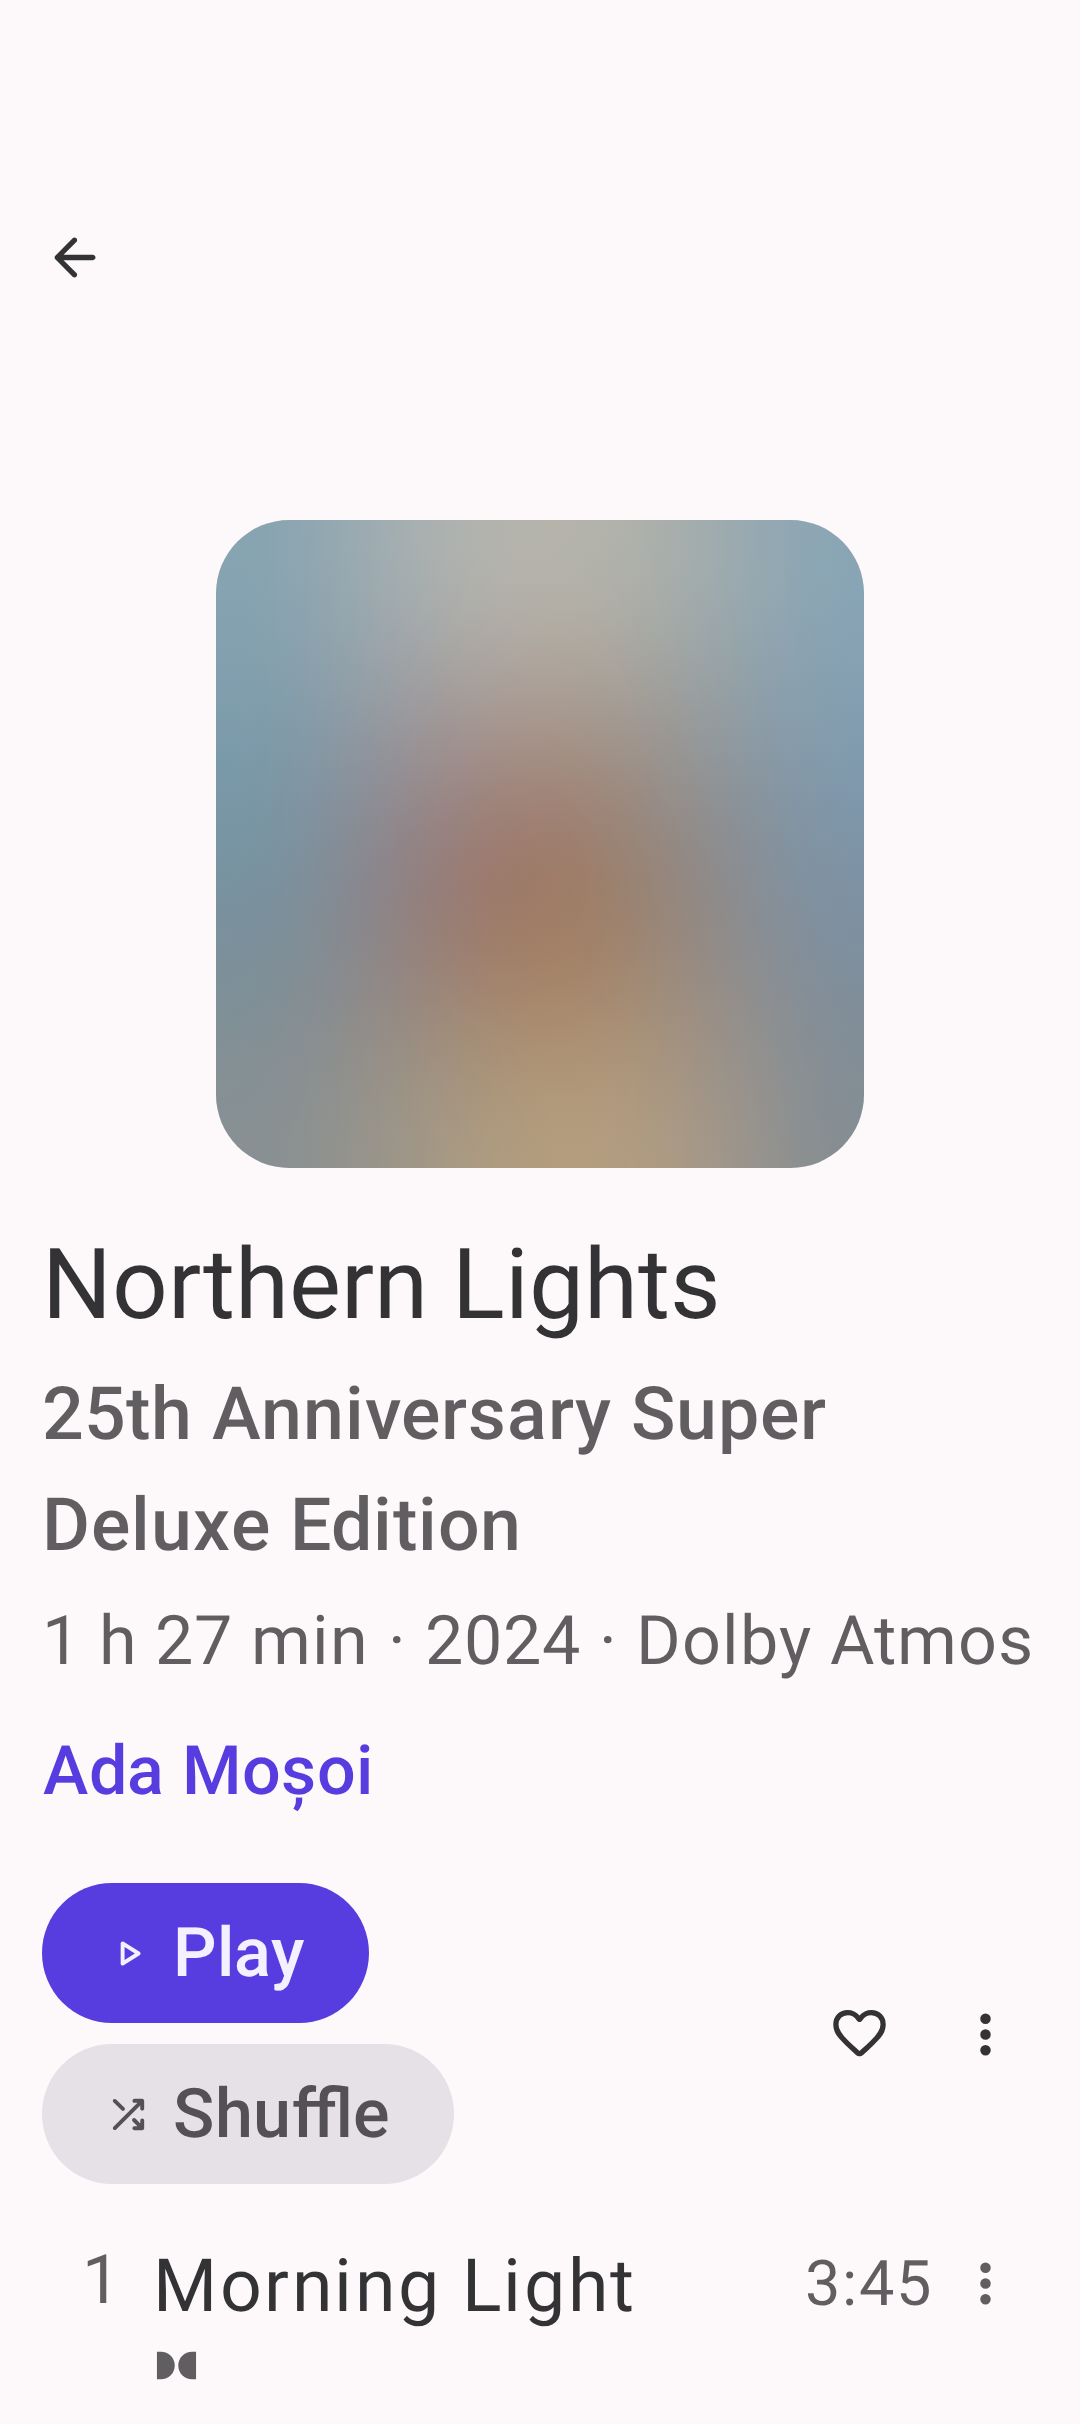 Northern Lights
25th Anniversary Super
Deluxe Edition
1 h 27 min · 2024 · Dolby Atmos
Ada Moșoi
Play
Shuffle
1 Morning Light 3:45